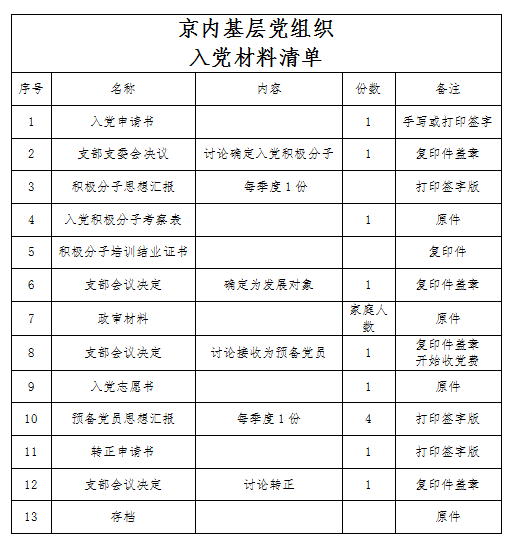 京内基层党组织
入党材料清单
序号 名称 内容 份数 备注
1 入党申请书 1 手写或打印签字
2 支部支委会决议 讨论确定入党积极分子 1 复印件盖章
3 积极分子思想汇报 每季度1份 打印签字版
4 入党积极分子考察表 1 原件
5 积极分子培训结业证书 复印件
6 支部会议决定 确定为发展对象 1 复印件盖章
7 政审材料 家庭人数 原件
8 支部会议决定 讨论接收为预备党员 1 复印件盖章
开始收党费
9 入党志愿书 1 原件
10 预备党员思想汇报 每季度1份 4 打印签字版
11 转正申请书 1 打印签字版
12 支部会议决定 讨论转正 1 复印件盖章
13 存档 原件